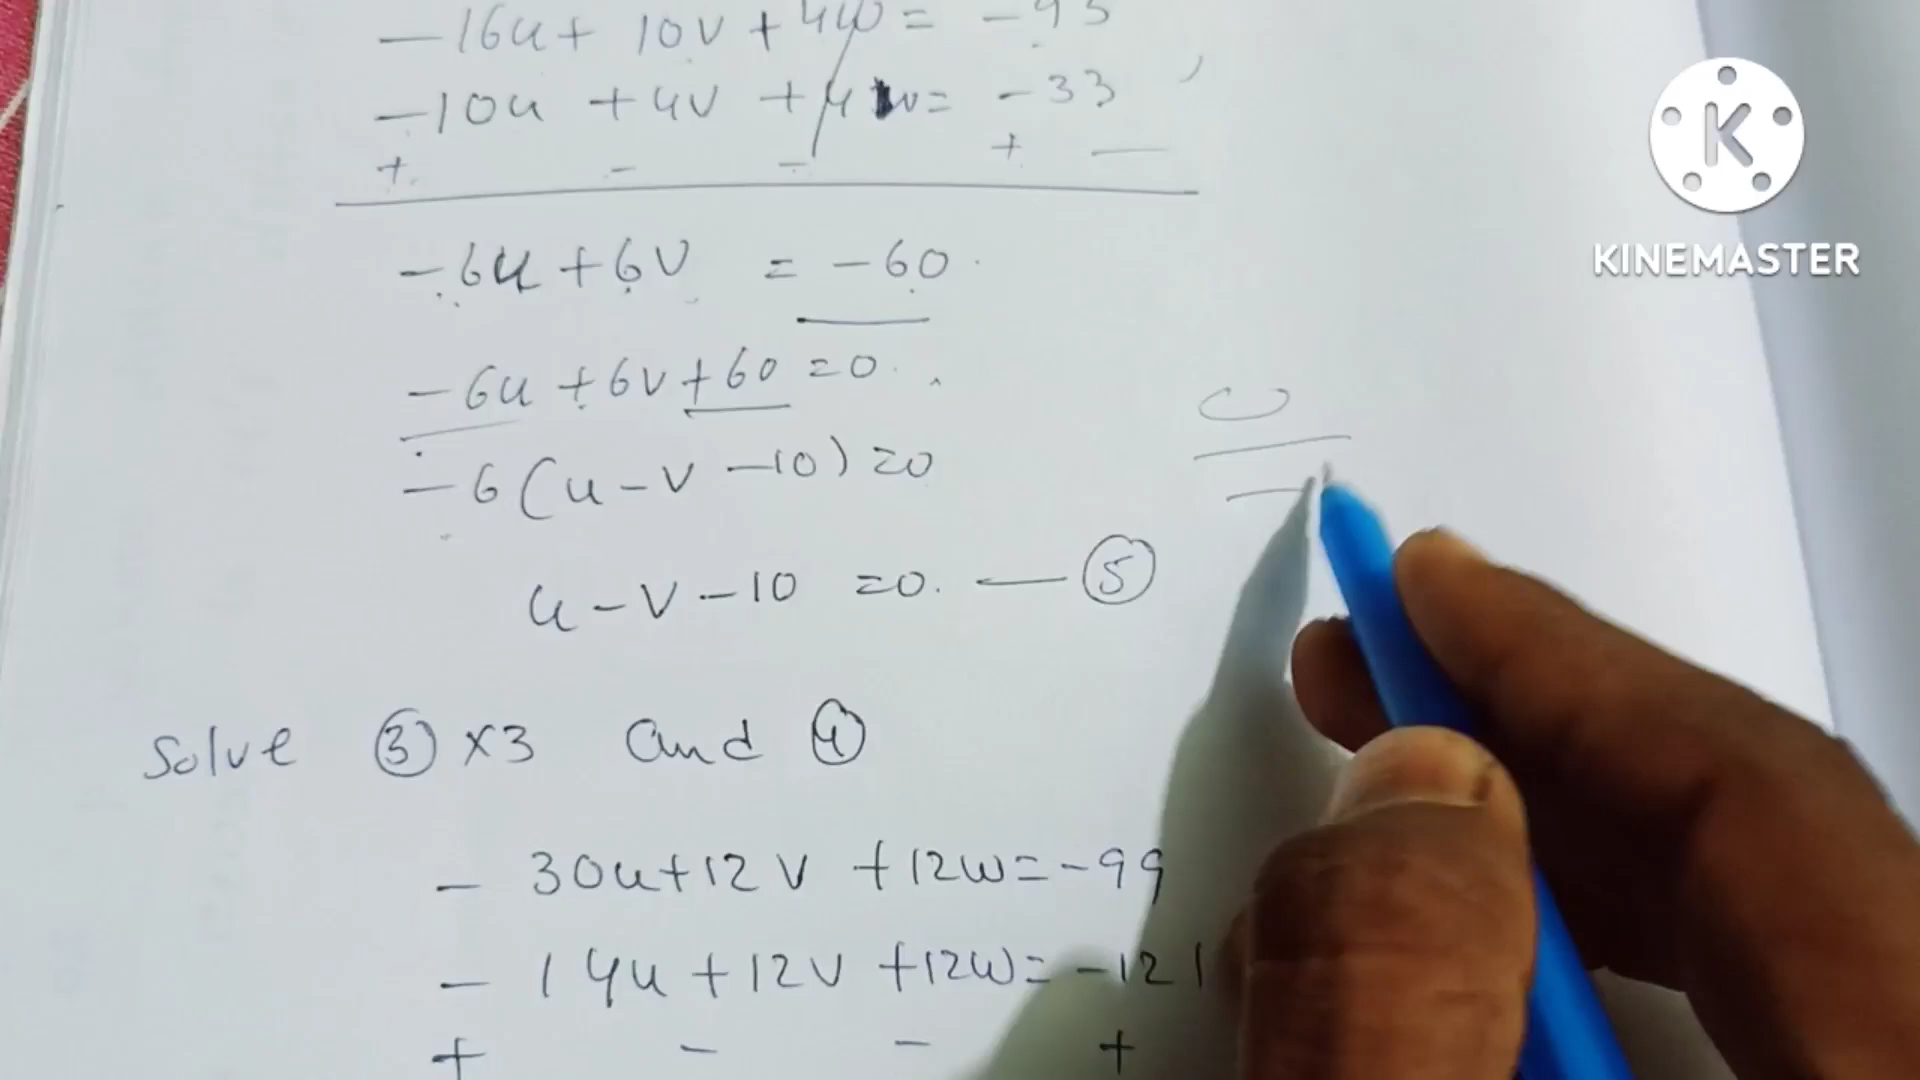 -16u + 10v + 4w = -93
-10u + 4v + 4w = -33
+ - - + —
-6u + 6v = -60
-6u + 6v + 60 = 0
-6(u - v - 10) = 0
u - v - 10 = 0. — ⑤
Solve ③ x3 and ④
- 30u + 12v + 12w = -99
- 14u + 12v + 12w = -121
+ - - +
K
KINEMASTER